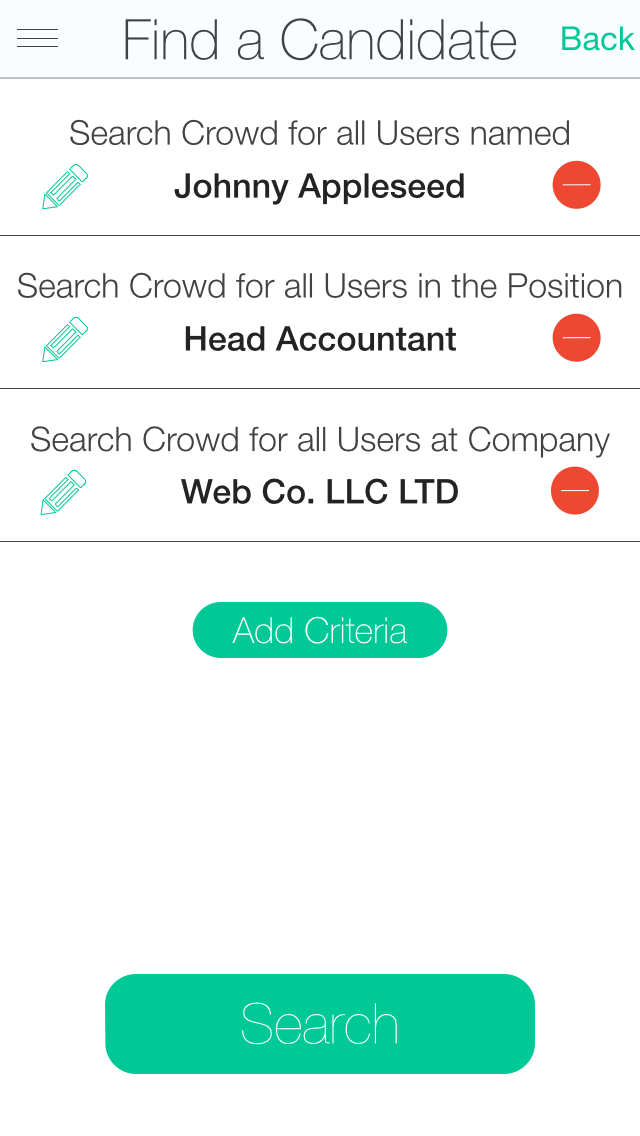 Find a Candidate Back
Search Crowd for all Users named
Johnny Appleseed
Search Crowd for all Users in the Position
Head Accountant
Search Crowd for all Users at Company
Web Co. LLC LTD
Add Criteria
Search